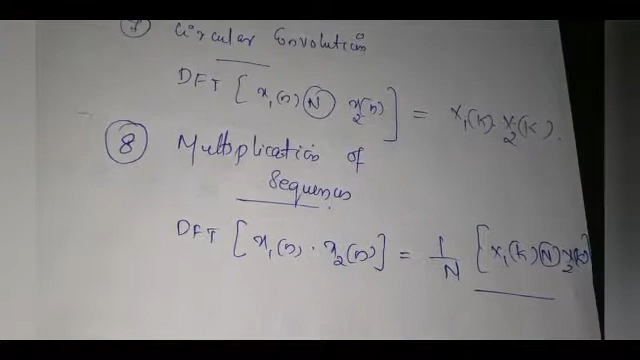 ⑦ Circular Convolution
DFT [x₁(n) Ⓝ x₂(n)] = X₁(k) X₂(k).
⑧ Multiplication of
Sequences
DFT [x₁(n) · x₂(n)] = 1/N [X₁(k) Ⓝ X₂(k)]